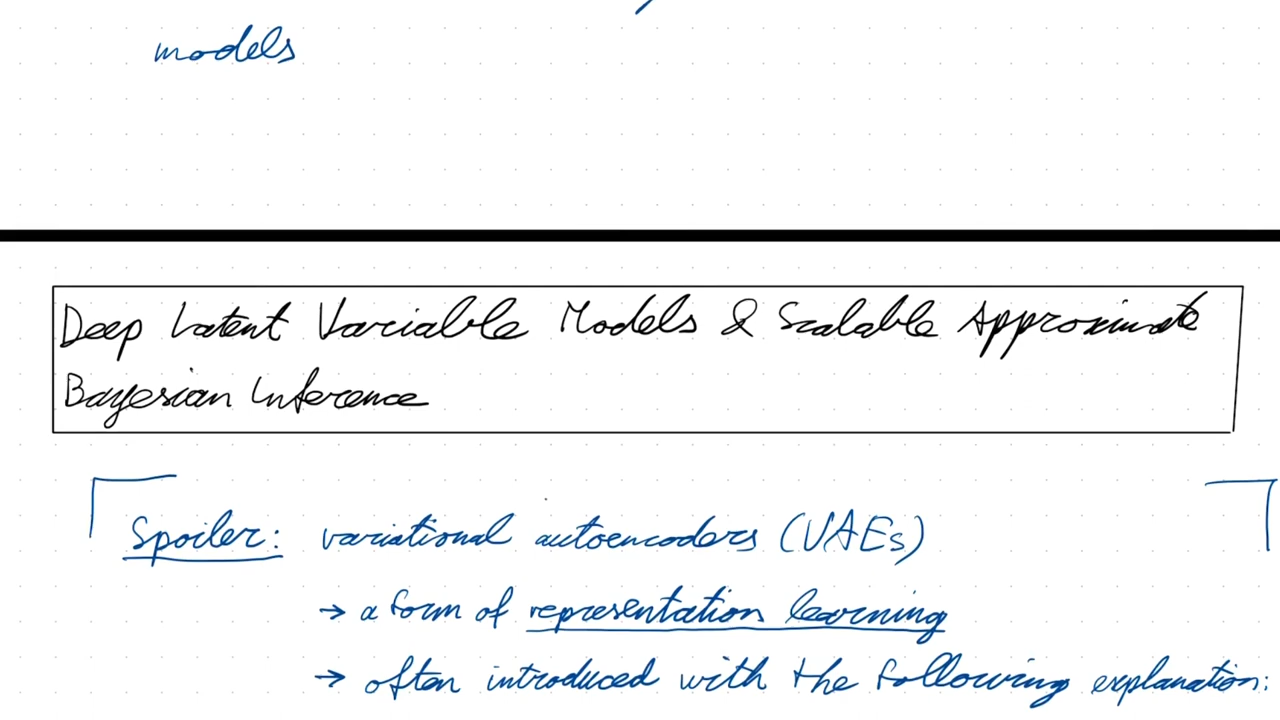 models
Deep Latent Variable Models & Scalable Approximate
Bayesian Inference
Spoiler: variational autoencoders (VAEs)
→ a form of representation learning
→ often introduced with the following explanation: